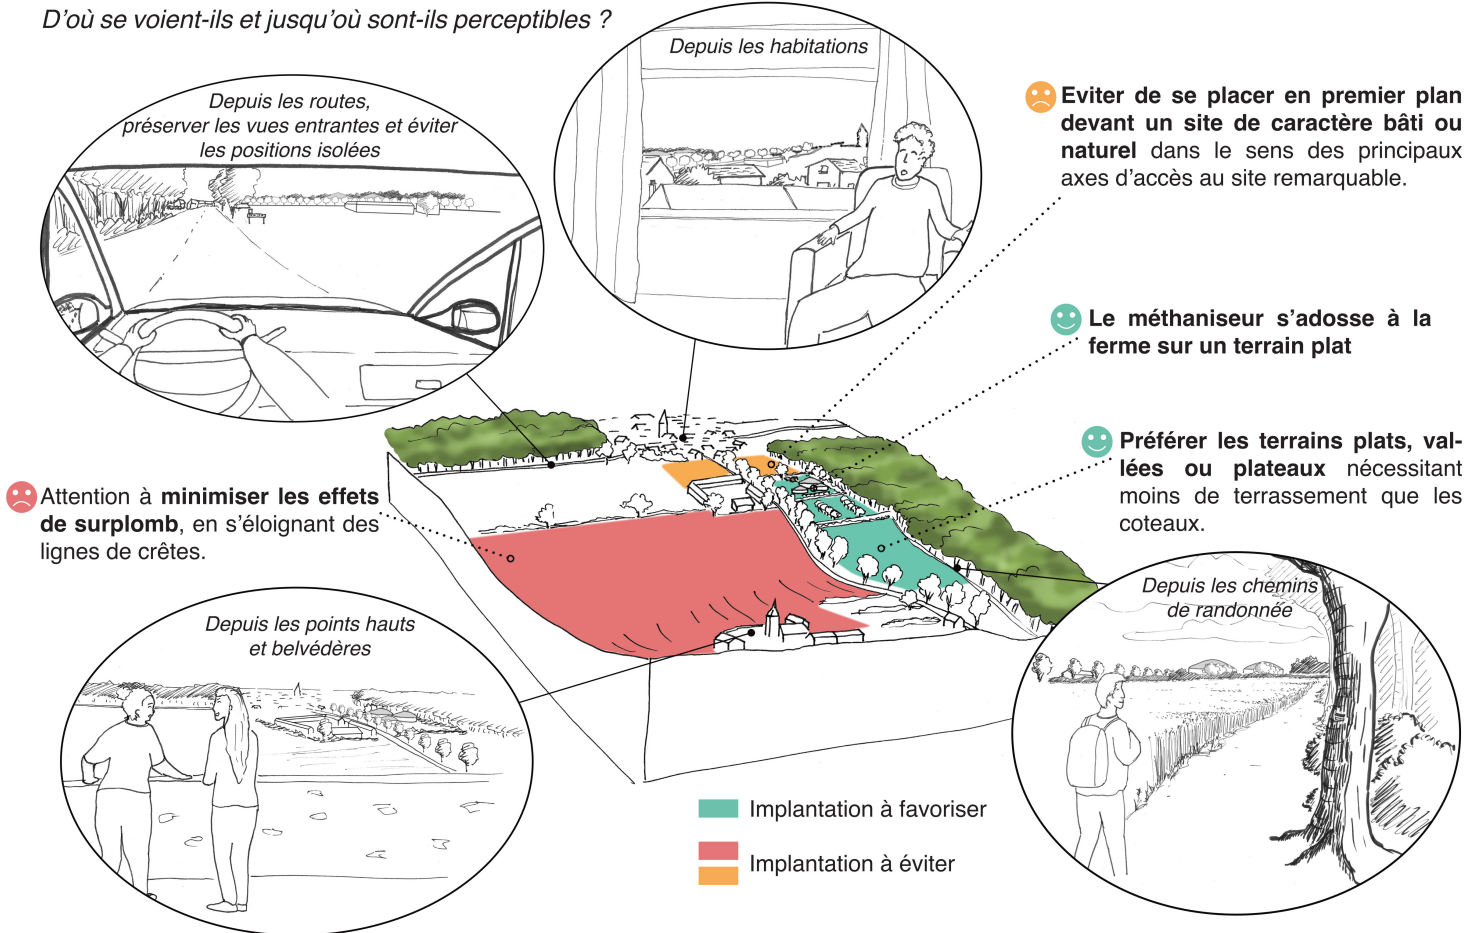 D'où se voient-ils et jusqu'où sont-ils perceptibles ?
Depuis les habitations
Depuis les routes,
préserver les vues entrantes et éviter
les positions isolées
Eviter de se placer en premier plan
devant un site de caractère bâti ou
naturel dans le sens des principaux
axes d'accès au site remarquable.
Le méthaniseur s'adosse à la
ferme sur un terrain plat
Préférer les terrains plats, val-
lées ou plateaux nécessitant
moins de terrassement que les
coteaux.
Attention à minimiser les effets
de surplomb, en s'éloignant des
lignes de crêtes.
Depuis les points hauts
et belvédères
Depuis les chemins
de randonnée
Implantation à favoriser
Implantation à éviter